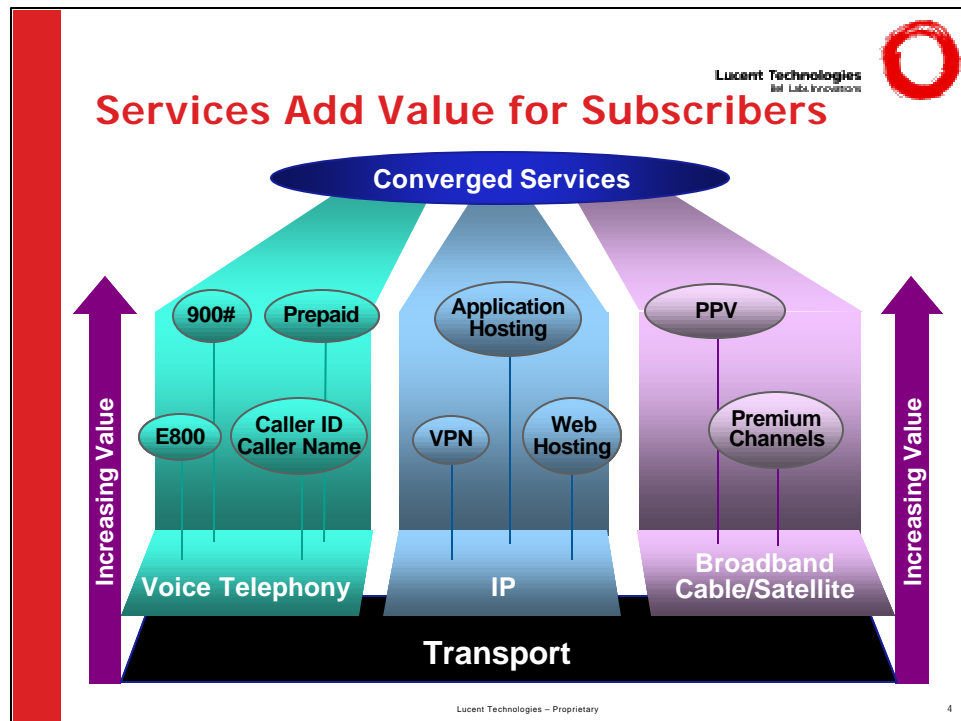 Lucent Technologies
Bell Labs Innovations
Services Add Value for Subscribers
Converged Services
900#
Prepaid
Application
Hosting
PPV
E800
Caller ID
Caller Name
VPN
Web
Hosting
Premium
Channels
Increasing Value
Increasing Value
Voice Telephony
IP
Broadband
Cable/Satellite
Transport
Lucent Technologies – Proprietary
4